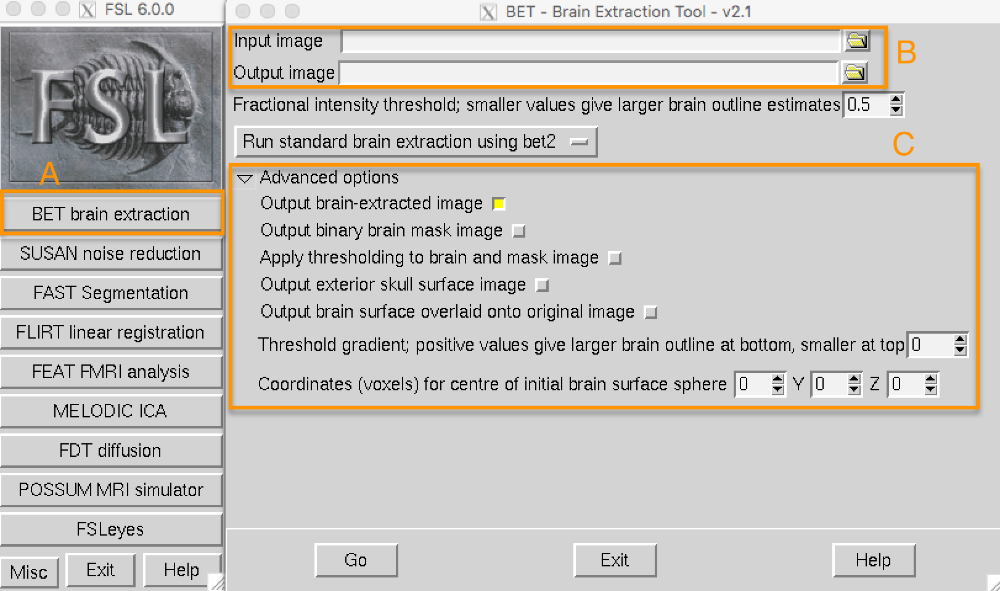 FSL 6.0.0
FSL
A
BET brain extraction
SUSAN noise reduction
FAST Segmentation
FLIRT linear registration
FEAT FMRI analysis
MELODIC ICA
FDT diffusion
POSSUM MRI simulator
FSLeyes
Misc Exit Help
BET - Brain Extraction Tool - v2.1
Input image
B
Output image
Fractional intensity threshold; smaller values give larger brain outline estimates 0.5
Run standard brain extraction using bet2
C
Advanced options
Output brain-extracted image
Output binary brain mask image
Apply thresholding to brain and mask image
Output exterior skull surface image
Output brain surface overlaid onto original image
Threshold gradient; positive values give larger brain outline at bottom, smaller at top 0
Coordinates (voxels) for centre of initial brain surface sphere 0 Y 0 Z 0
Go Exit Help